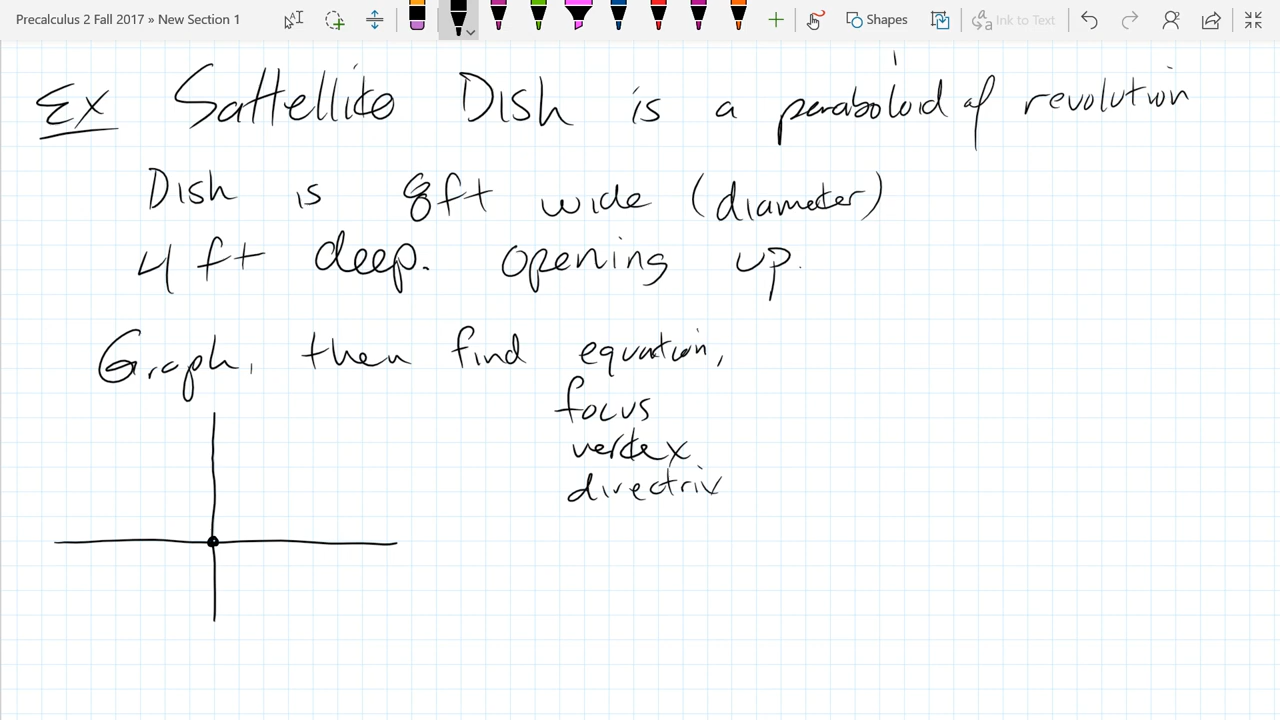 Precalculus 2 Fall 2017 » New Section 1
Shapes
Ink to Text
Ex Sattellite Dish is a paraboloid of revolution
Dish is 8ft wide (diameter)
4 ft deep. opening up.
Graph, then find equation,
focus
vertex
directrix